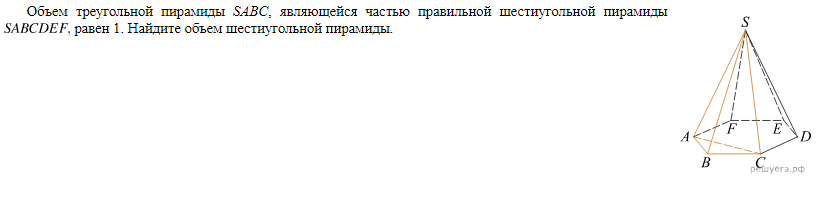 Объем треугольной пирамиды SABC, являющейся частью правильной шестиугольной пирамиды
SABCDEF, равен 1. Найдите объем шестиугольной пирамиды.
S
F E
A D
B C
решуегэ.рф